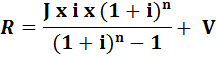 R = J x i x (1 + i)^n / (1 + i)^n − 1 + V